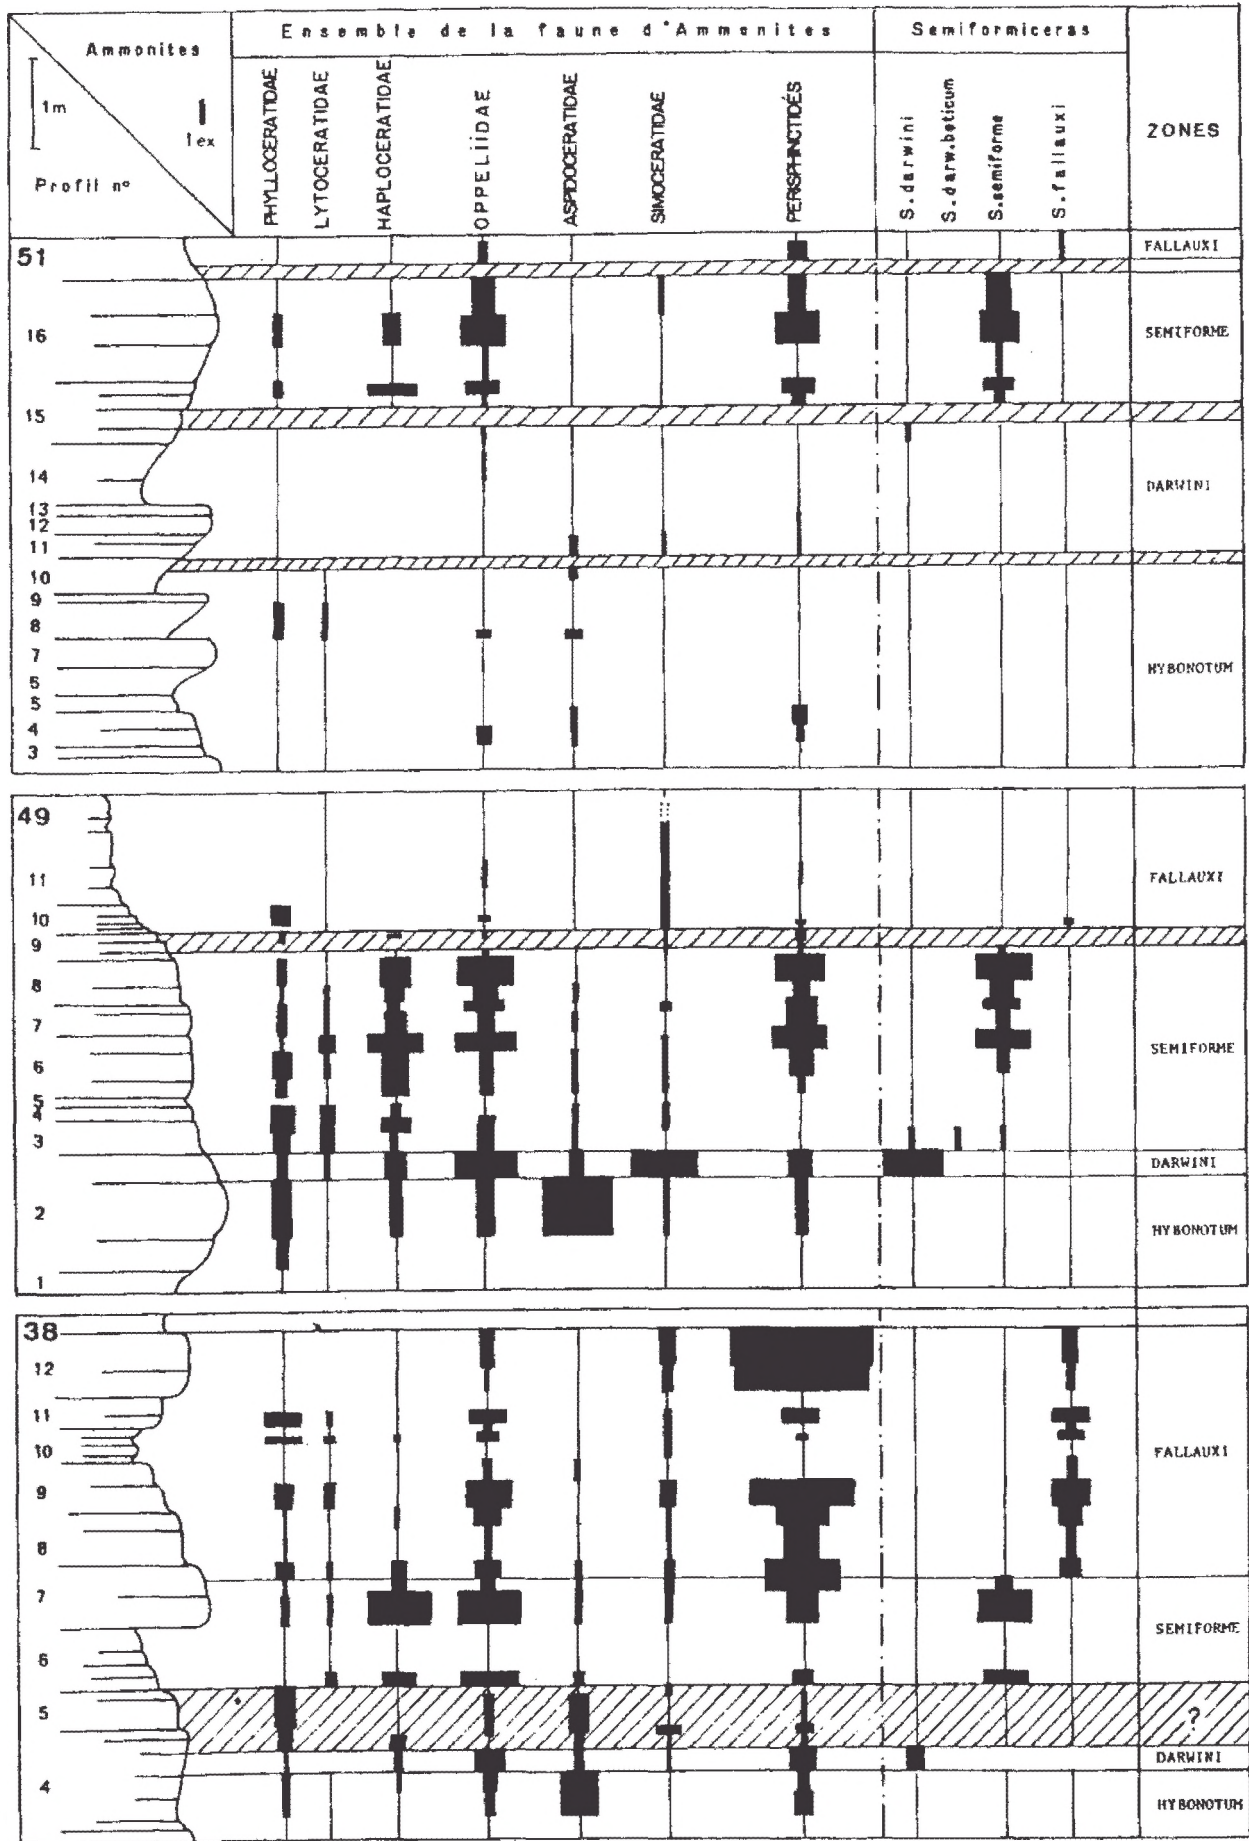 Ensemble de la faune d'Ammonites
Semiformiceras
Ammonites
1m
1ex
Profil nº
PHYLLOCERATIDAE
LYTOCERATIDAE
HAPLOCERATIDAE
OPPELIIDAE
ASPIDOCERATIDAE
SIMOCERATIDAE
PERISPHINCTIDÉS
S.darwini
S.darw.beticum
S.semiforme
S.fallauxi
ZONES
51
FALLAUXI
16
SEMIFORME
15
14
DARWINI
13
12
11
10
9
8
7
6
5
4
3
HYBONOTUM
49
11
FALLAUXI
10
9
8
7
6
5
4
3
SEMIFORME
DARWINI
2
HYBONOTUM
1
38
12
11
10
FALLAUXI
9
8
7
SEMIFORME
6
5
?
DARWINI
4
HYBONOTUM